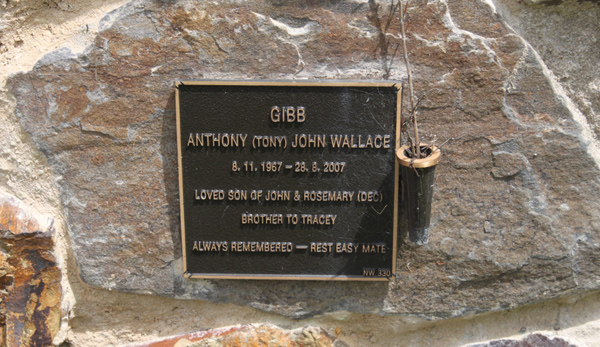 GIBB
ANTHONY (TONY) JOHN WALLACE
8. 11. 1967 – 28. 8. 2007
LOVED SON OF JOHN & ROSEMARY (DEC)
BROTHER TO TRACEY
ALWAYS REMEMBERED — REST EASY MATE
NW 330